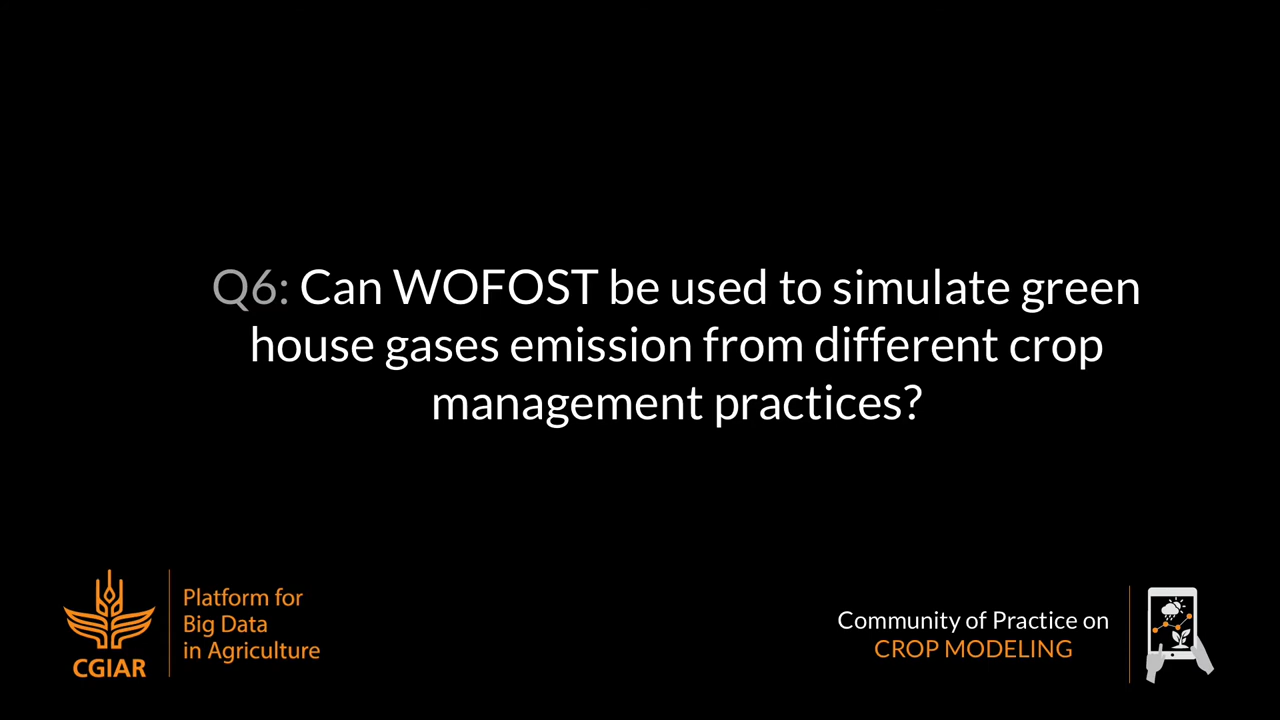 Q6: Can WOFOST be used to simulate green
house gases emission from different crop
management practices?
Platform for
Big Data
in Agriculture
CGIAR
Community of Practice on
CROP MODELING